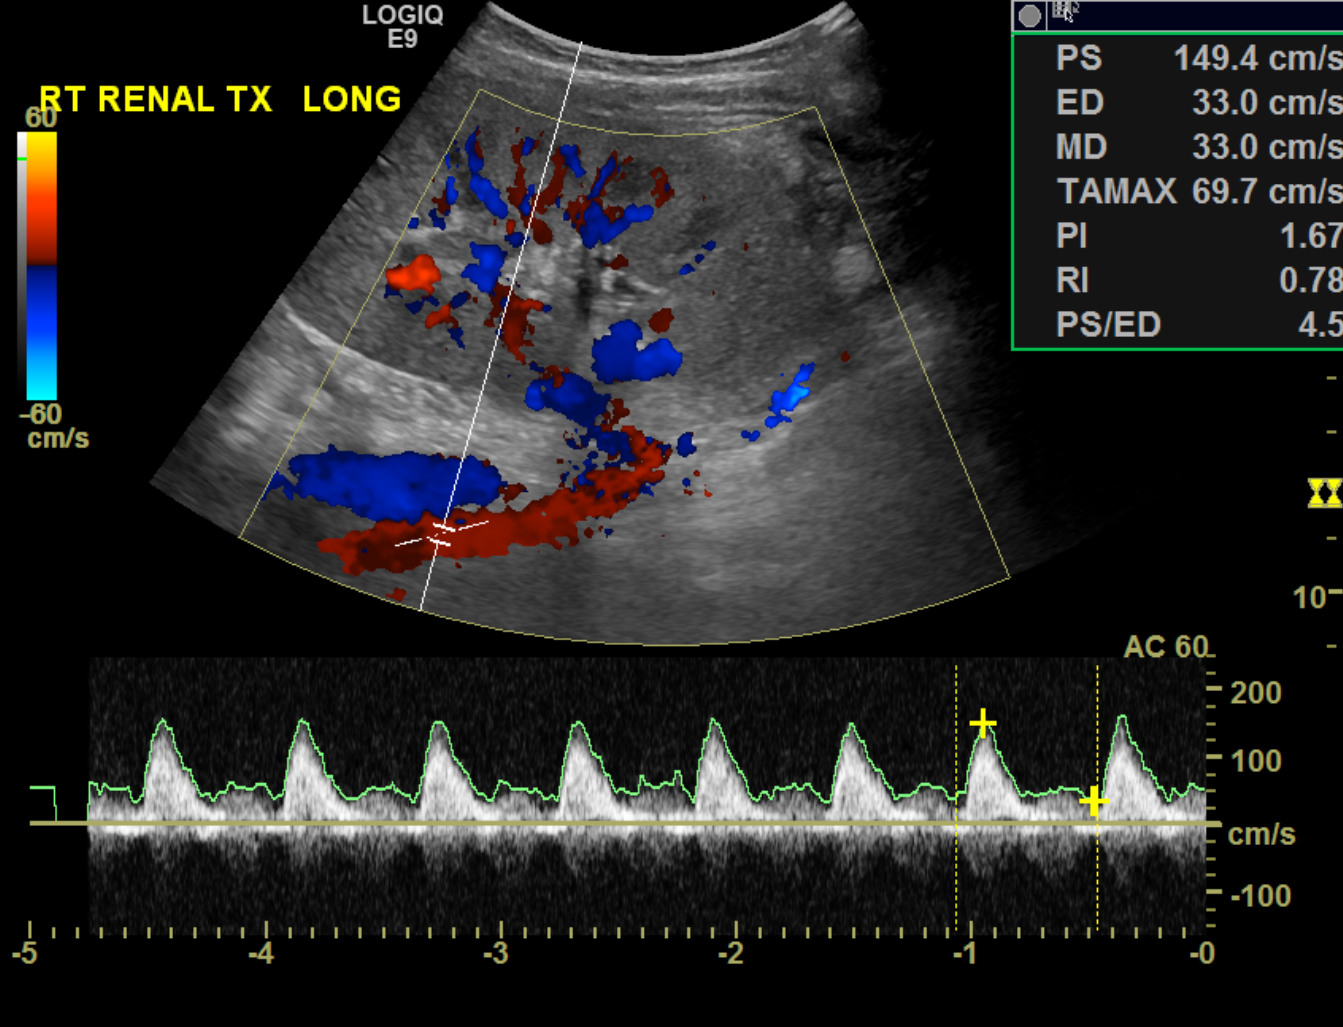 LOGIQ
E9
RT RENAL TX LONG
60
-60
cm/s
PS 149.4 cm/s
ED 33.0 cm/s
MD 33.0 cm/s
TAMAX 69.7 cm/s
PI 1.67
RI 0.78
PS/ED 4.5
10
AC 60
200
100
cm/s
-100
-5 -4 -3 -2 -1 -0